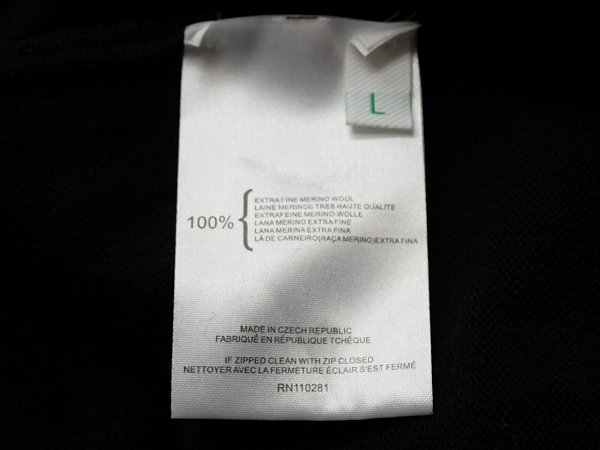 L
100%
EXTRAFINE MERINO WOOL
LAINE MERINOS TRES HAUTE QUALITE
EXTRAFEINE MERINO-WOLLE
LANA MERINO EXTRA FINE
LANA MERINA EXTRA FINA
LÃ DE CARNEIRO(RAÇA MERINO)EXTRA FINA
MADE IN CZECH REPUBLIC
FABRIQUÉ EN RÉPUBLIQUE TCHÈQUE
IF ZIPPED CLEAN WITH ZIP CLOSED
NETTOYER AVEC LA FERMETURE ÉCLAIR S'EST FERMÉ
RN110281